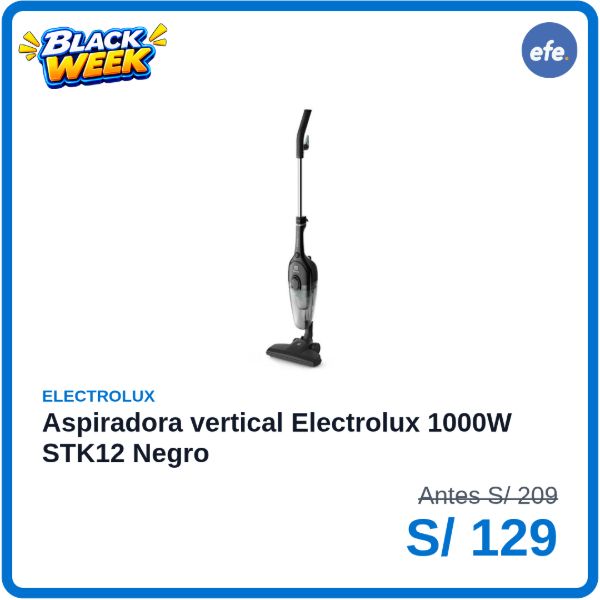 BLACK
WEEK
efe.
ELECTROLUX
Aspiradora vertical Electrolux 1000W
STK12 Negro
Antes S/ 209
S/ 129